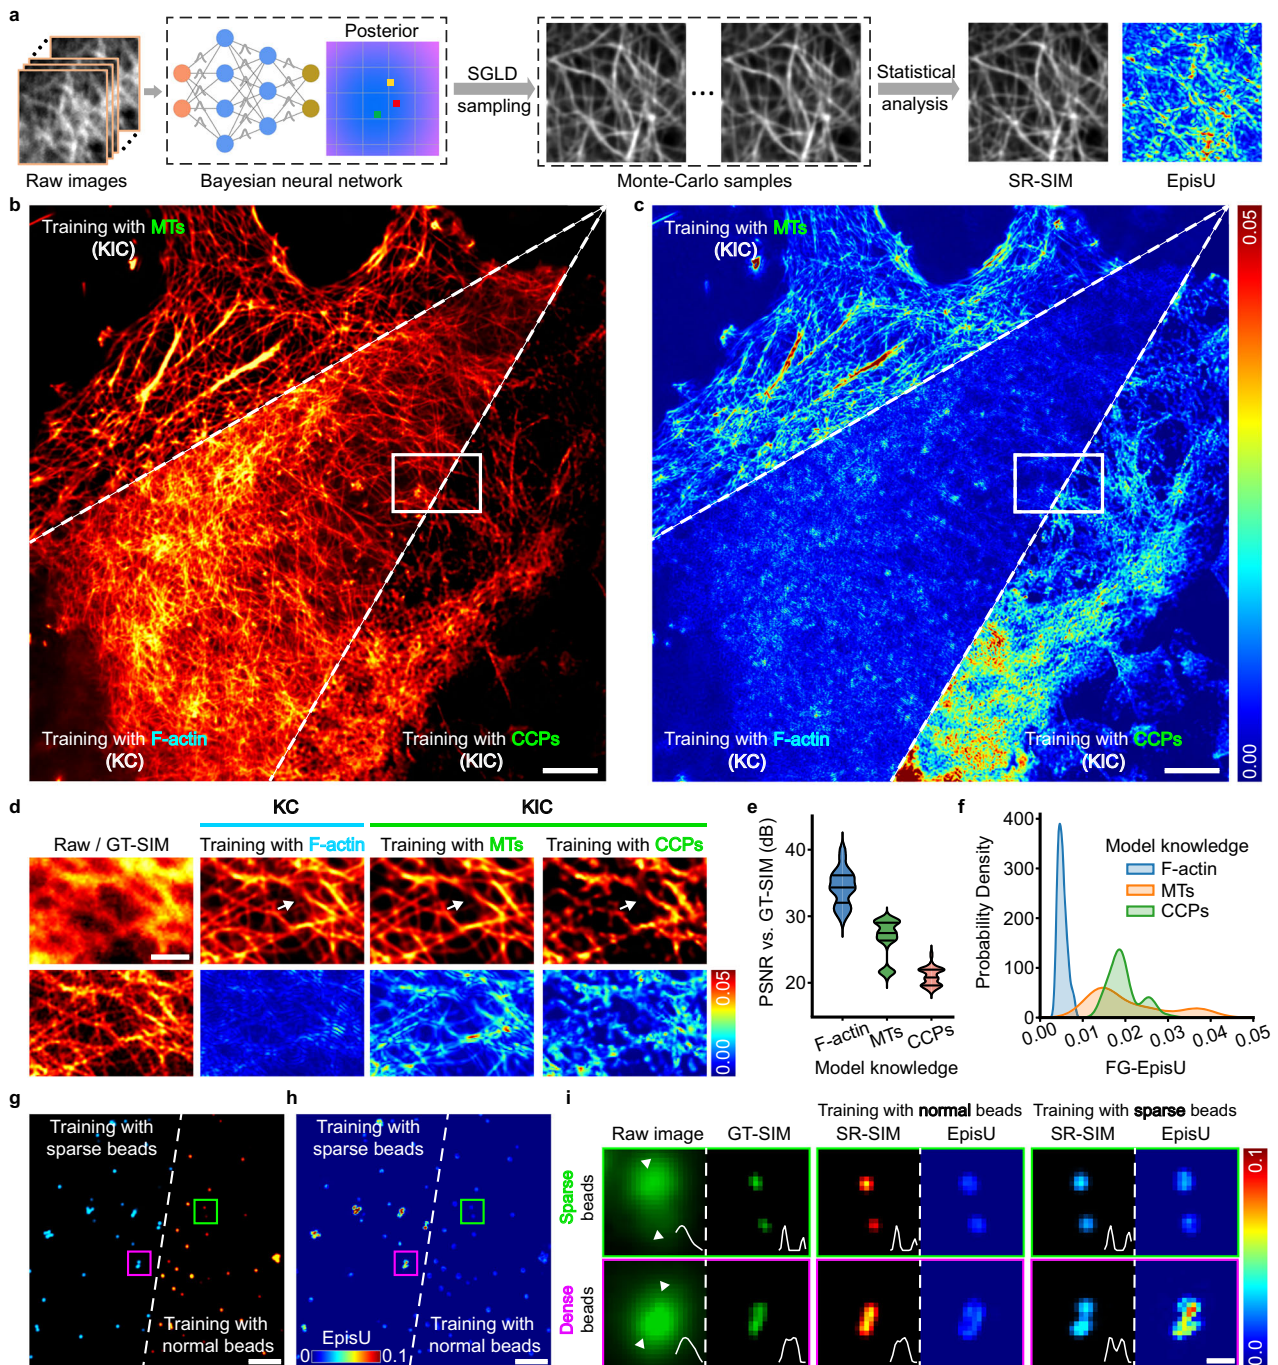 a
Posterior
SGLD
sampling
Statistical
analysis
Raw images
Bayesian neural network
Monte-Carlo samples
SR-SIM
EpisU
b
Training with MTs
(KIC)
Training with F-actin
(KC)
Training with CCPs
(KIC)
c
Training with MTs
(KIC)
Training with F-actin
(KC)
Training with CCPs
(KIC)
0.05
0.00
d
KC
KIC
Raw / GT-SIM
Training with F-actin
Training with MTs
Training with CCPs
0.05
0.00
e
PSNR vs. GT-SIM (dB)
40
30
20
F-actin
MTs
CCPs
Model knowledge
f
Probability Density
400
300
200
100
0
Model knowledge
F-actin
MTs
CCPs
0.00
0.01
0.02
0.03
0.04
0.05
FG-EpisU
g
Training with
sparse beads
Training with
normal beads
h
Training with
sparse beads
Training with
normal beads
EpisU
0
0.1
i
Training with normal beads
Training with sparse beads
Raw image
GT-SIM
SR-SIM
EpisU
SR-SIM
EpisU
Sparse
beads
Dense
beads
0.1
0.0